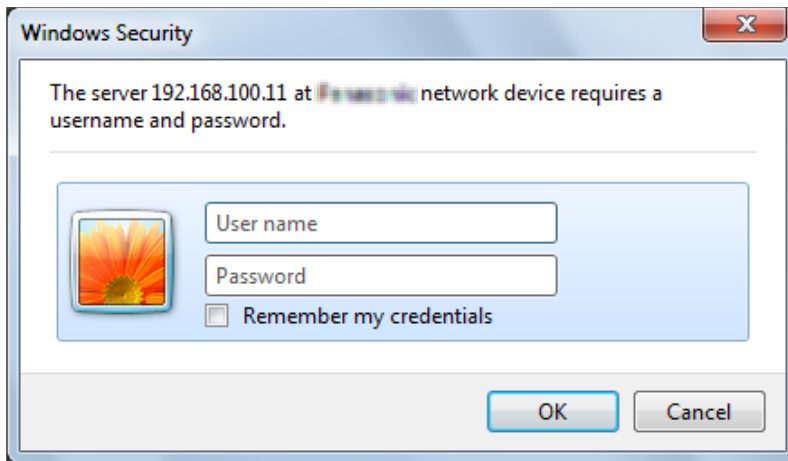 Windows Security
The server 192.168.100.11 at network device requires a
username and password.
User name
Password
Remember my credentials
OK
Cancel